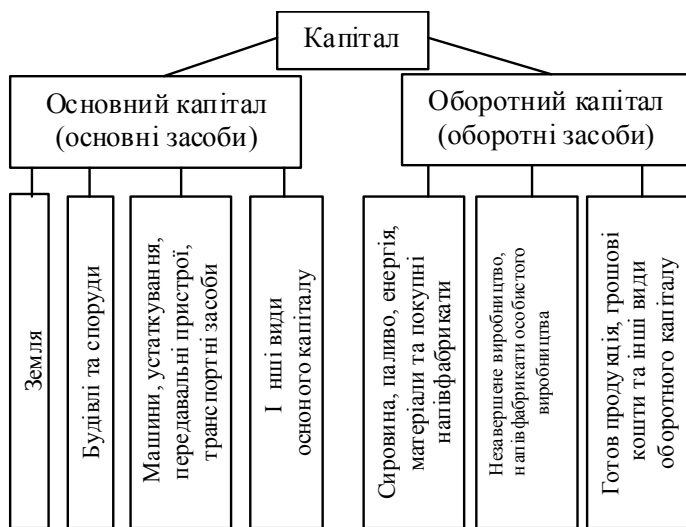 Капітал
Основний капітал
(основні засоби)
Оборотний капітал
(оборотні засоби)
Земля
Будівлі та споруди
Машини, устаткування,
передавальні пристрої,
транспортні засоби
І нші види
осноного капіталу
Сировина, паливо, енергія,
матеріали та покупні
напівфабрикати
Незавершене виробництво,
напівфабрикати особистого
виробництва
Готов продукція, грошові
кошти та інші види
оборотного капіталу